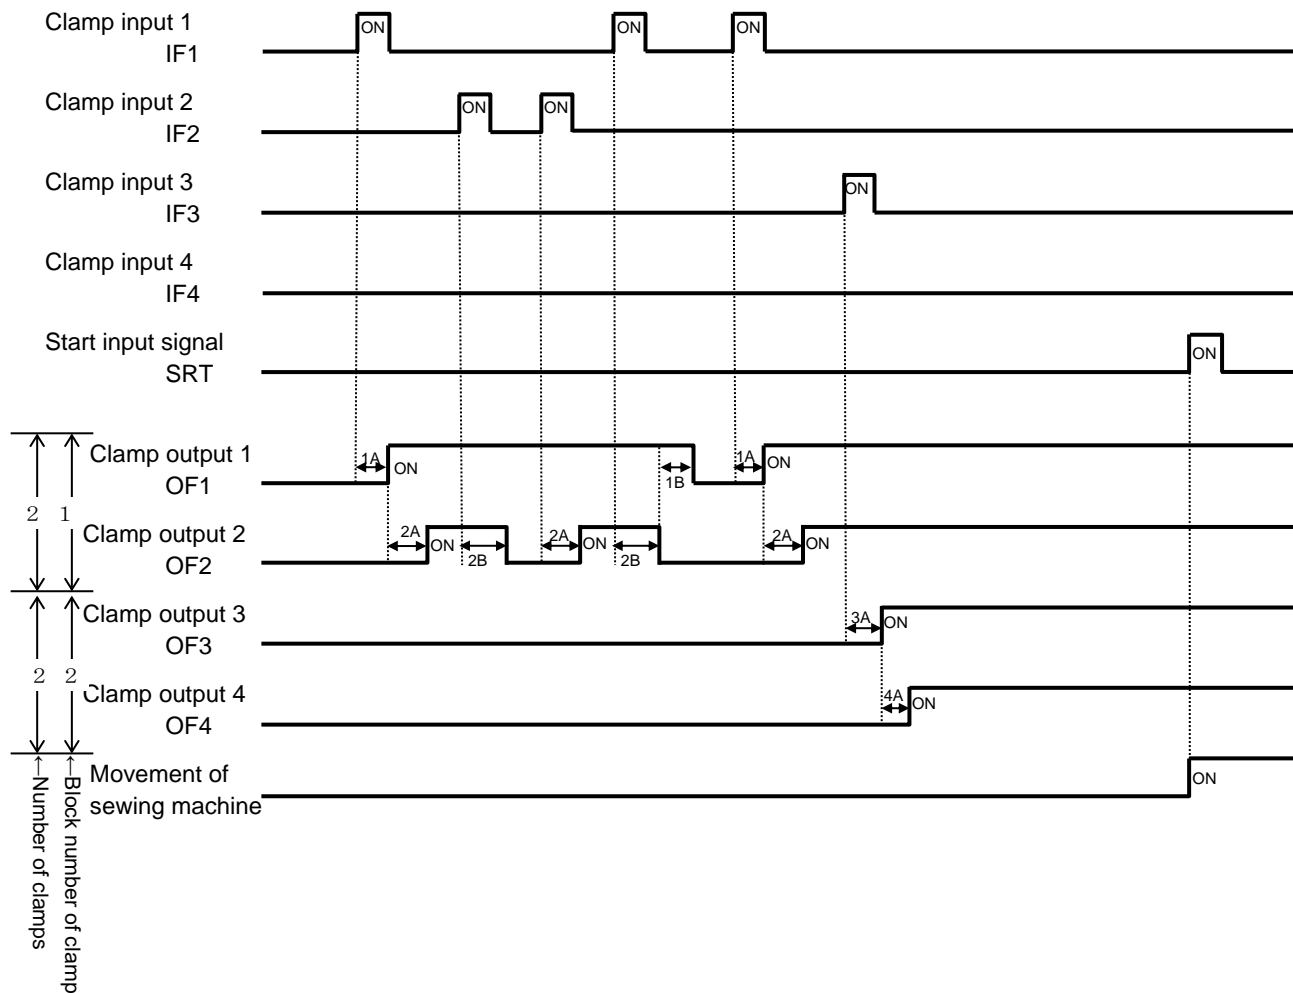 Clamp input 1
IF1
ON
ON
ON
Clamp input 2
IF2
ON
ON
Clamp input 3
IF3
ON
Clamp input 4
IF4
Start input signal
SRT
ON
Clamp output 1
OF1
1A
ON
1B
1A
ON
2 1
Clamp output 2
OF2
2A
ON
2B
2A
ON
2B
2A
ON
Clamp output 3
OF3
3A
ON
2 2
Clamp output 4
OF4
4A
ON
Movement of
sewing machine
ON
←Number of clamps
←Block number of clamp